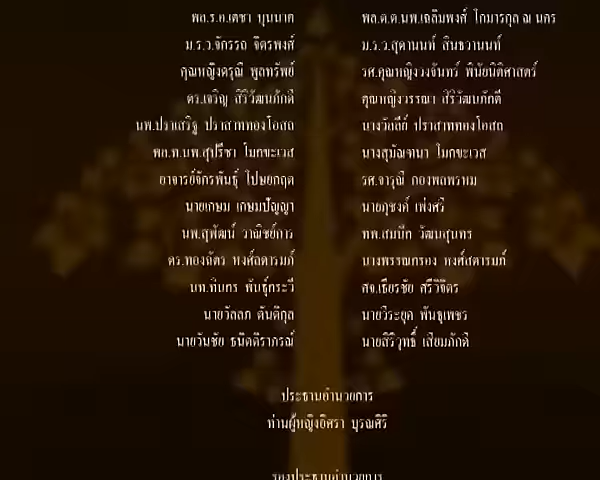 พล.ร.อ.เตชา บุนนาค พล.ต.ต.นพ.เฉลิมพงศ์ โกมารกุล ณ นคร
ม.ร.ว.จักรรถ จิตรพงศ์ ม.ร.ว.สุดานนท์ สินธวานนท์
คุณหญิงดรุณี พูลทรัพย์ รศ.คุณหญิงวงจันทร์ พินัยนิติศาสตร์
ดร.เจริญ สิริวัฒนภักดี คุณหญิงวรรณา สิริวัฒนภักดี
นพ.ปราเสริฐ ปราสาททองโอสถ นางวัลลีย์ ปราสาททองโอสถ
พล.ท.นพ.สุปรีชา โมกขะเวส นางสุมัณฑนา โมกขะเวส
อาจารย์จักรพันธุ์ โปษยกฤต รศ.จารุณี กองพลพรหม
นายเกษม เกษมปัญญา นายภุชงค์ เพ่งศรี
นพ.สุพัฒน์ วาณิชย์การ ทพ.สมนึก วัฒนสุนทร
ดร.ทองฉัตร หงศ์ลดารมภ์ นางพรรณกรอง หงศ์ลดารมภ์
พันธุ์กระวี สจ.เธียรชัย ศรีวิจิตร
นายวัลลภ ตันติกุล นายวีระยุค พันธุเพชร
นายวันชัย ธนิตติราภรณ์ นายสิริวุทธิ์ เสียมภักดี
ประธานอำนวยการ
ท่านผู้หญิงอิศรา บุรณศิริ
รองประธานอำนวยการ